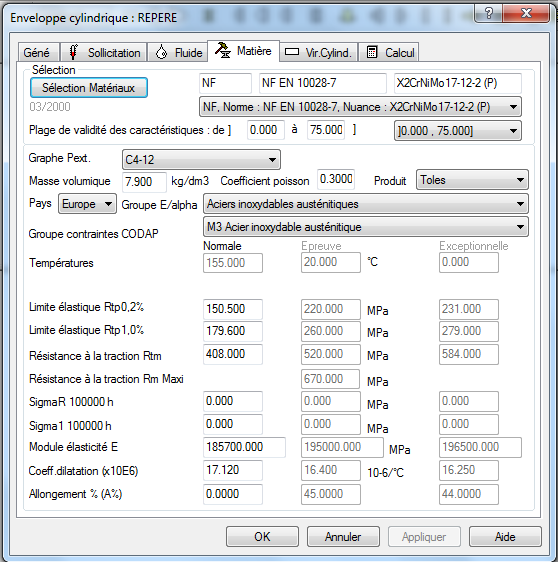 Enveloppe cylindrique : REPERE
Géné Sollicitation Fluide Matière Vir.Cylind. Calcul
Sélection
Sélection Matériaux NF NF EN 10028-7 X2CrNiMo17-12-2 (P)
03/2000 NF, Norme : NF EN 10028-7, Nuance : X2CrNiMo17-12-2 (P)
Plage de validité des caractéristiques : de ] 0.000 à 75.000 ] ]0.000 , 75.000]
Graphe Pext. C4-12
Masse volumique 7.900 kg/dm3 Coefficient poisson 0.3000 Produit Toles
Pays Europe Groupe E/alpha Aciers inoxydables austénitiques
Groupe contraintes CODAP M3 Acier inoxydable austénitique
Normale Epreuve Exceptionnelle
Températures 155.000 20.000 °C 0.000
Limite élastique Rtp0,2% 150.500 220.000 MPa 231.000
Limite élastique Rtp1,0% 179.600 260.000 MPa 279.000
Résistance à la traction Rtm 408.000 520.000 MPa 584.000
Résistance à la traction Rm Maxi 670.000 MPa
SigmaR 100000 h 0.000 0.000 MPa 0.000
Sigma1 100000 h 0.000 0.000 MPa 0.000
Module élasticité E 185700.000 195000.000 MPa 196500.000
Coeff.dilatation (x10E6) 17.120 16.400 10-6/°C 16.250
Allongement % (A%) 0.0000 45.0000 44.0000
OK Annuler Appliquer Aide